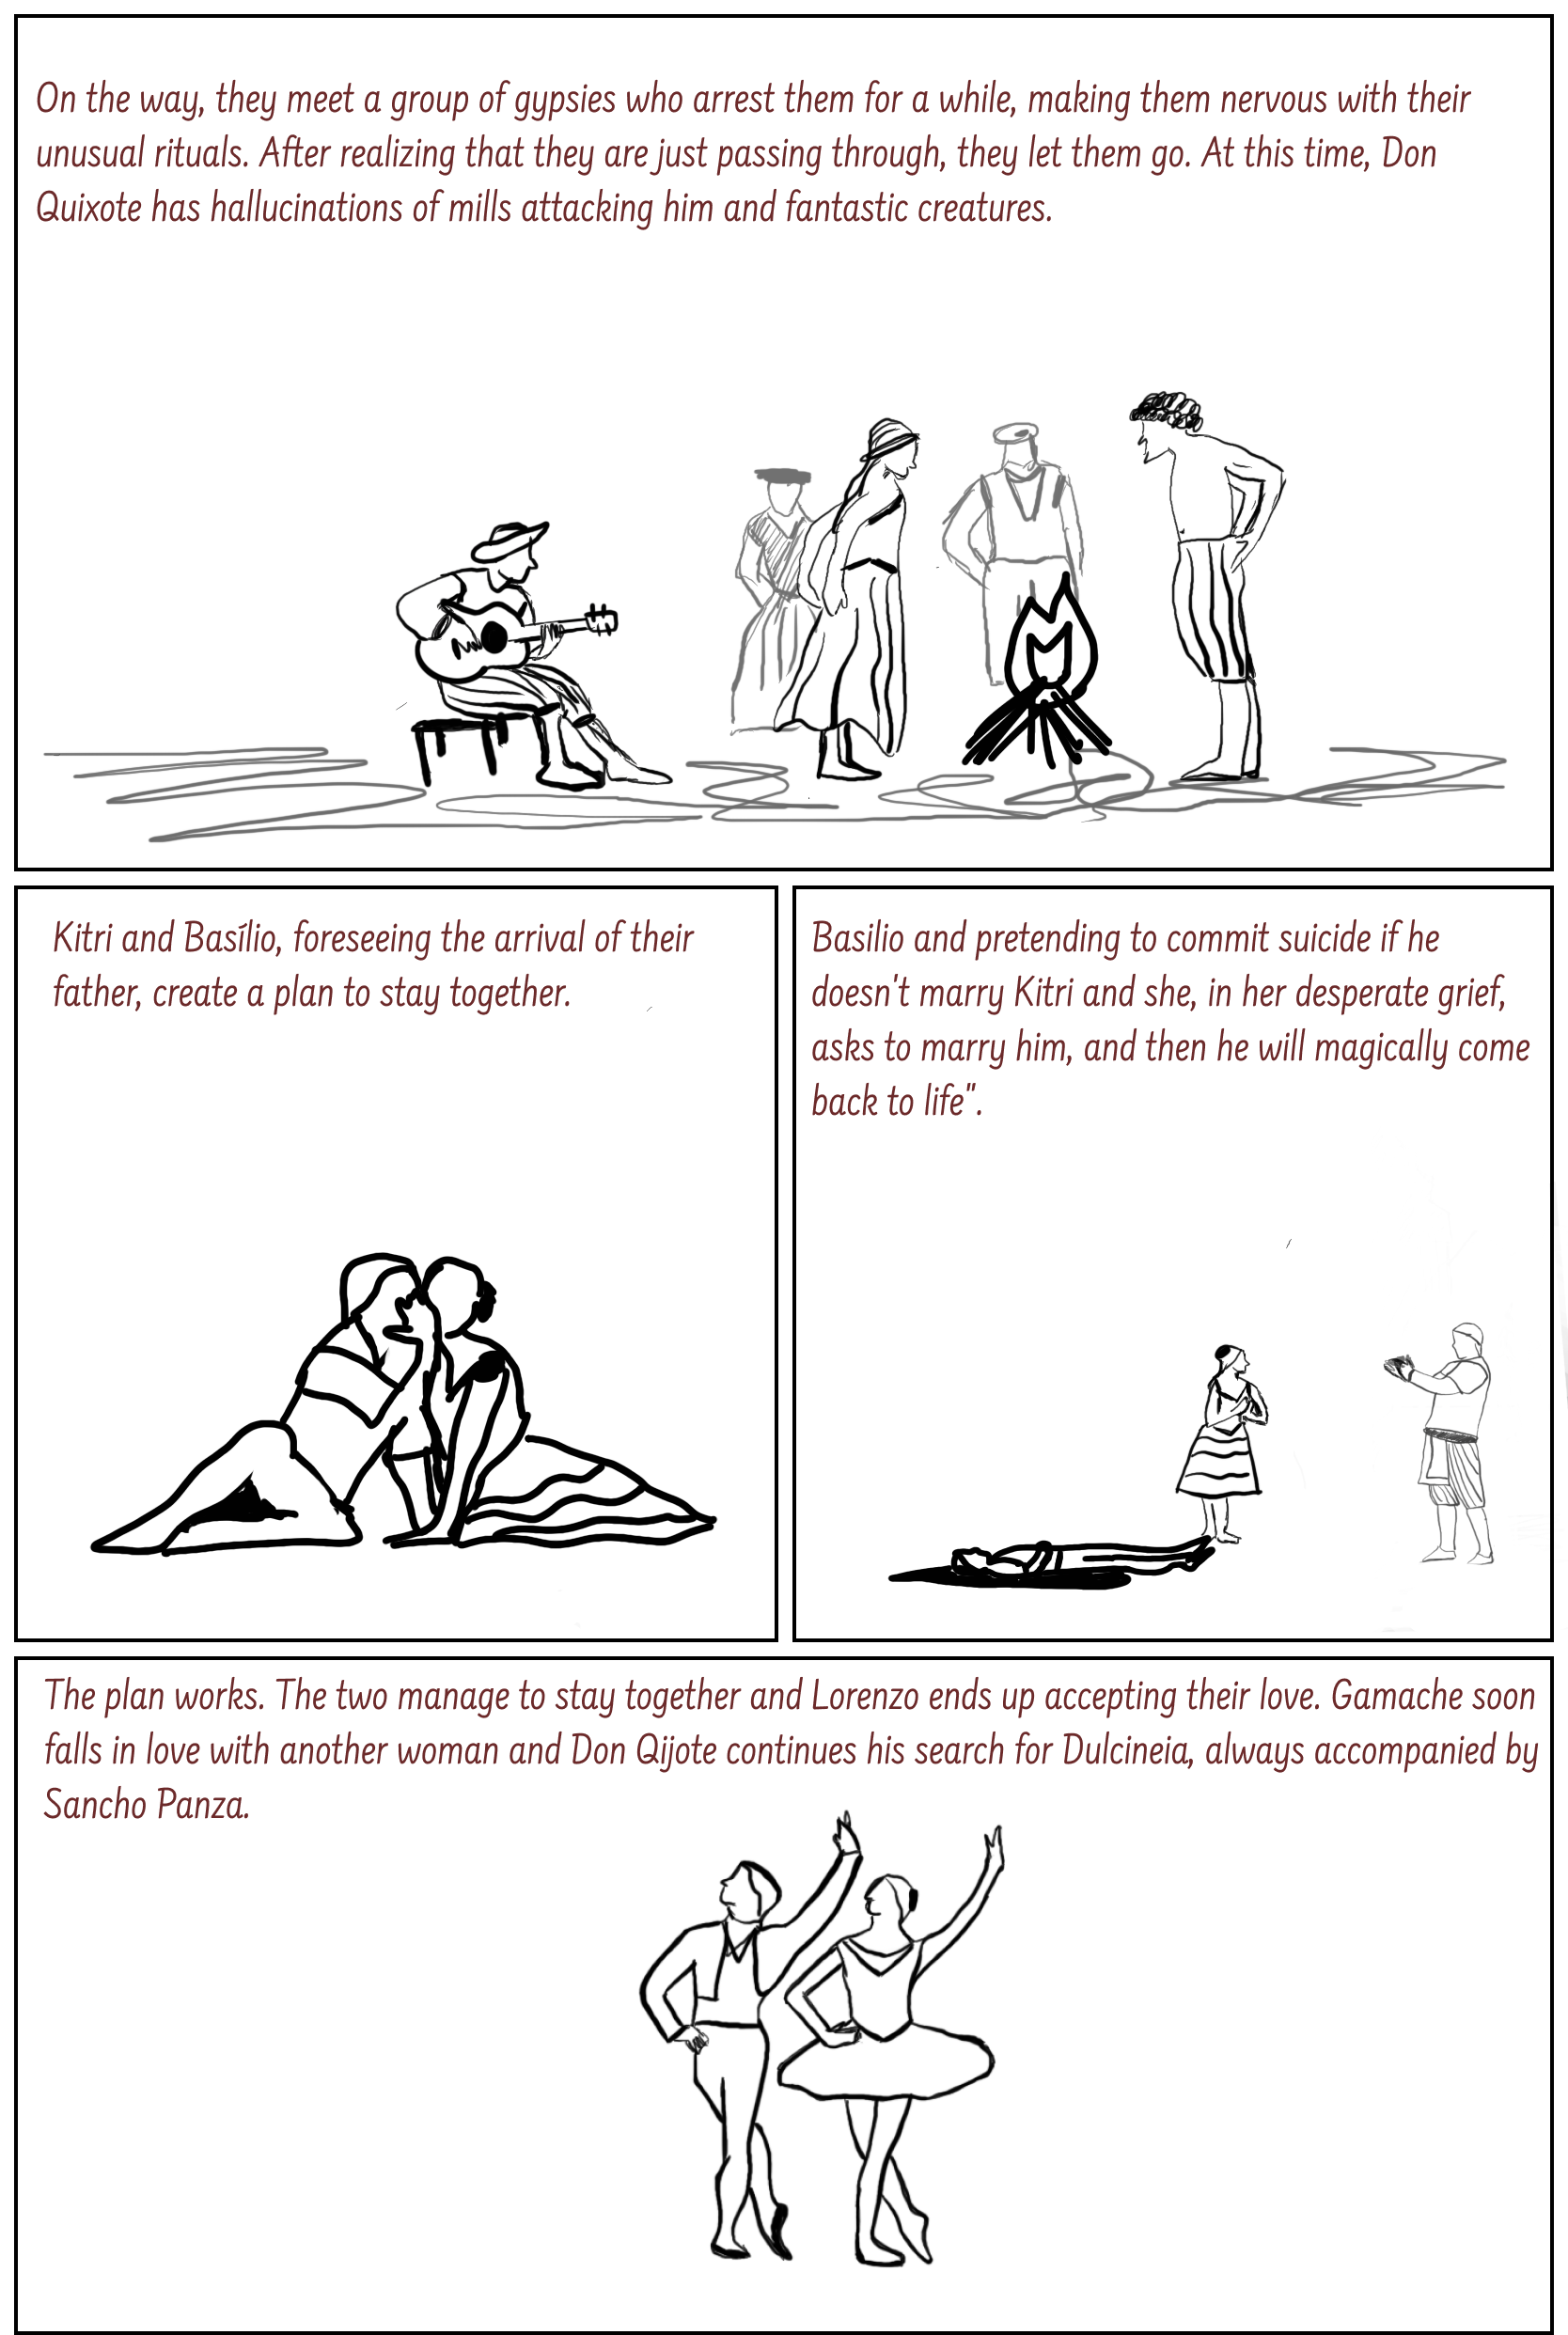 On the way, they meet a group of gypsies who arrest them for a while, making them nervous with their
unusual rituals. After realizing that they are just passing through, they let them go. At this time, Don
Quixote has hallucinations of mills attacking him and fantastic creatures.
Kitri and Basílio, foreseeing the arrival of their
father, create a plan to stay together.
Basilio and pretending to commit suicide if he
doesn't marry Kitri and she, in her desperate grief,
asks to marry him, and then he will magically come
back to life".
The plan works. The two manage to stay together and Lorenzo ends up accepting their love. Gamache soon
falls in love with another woman and Don Qijote continues his search for Dulcineia, always accompanied by
Sancho Panza.